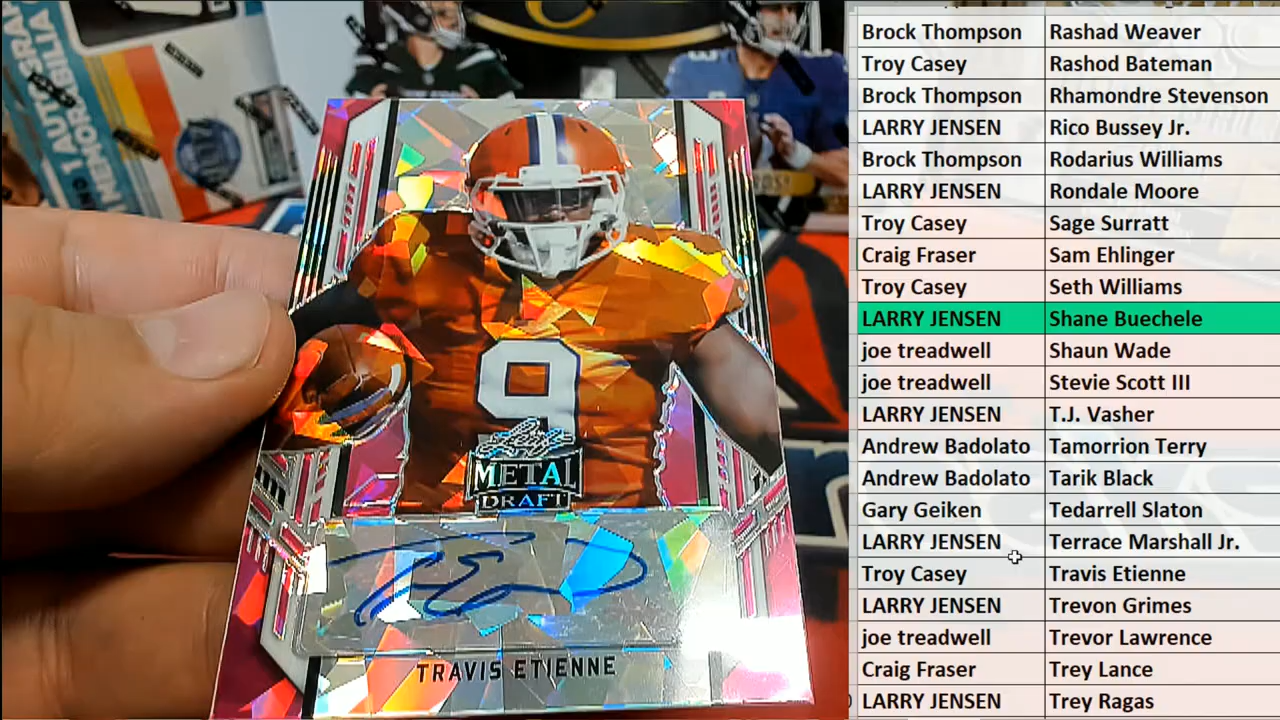 AUTOGRAPH
MEMORABILIA
9
Leaf
METAL
DRAFT
TRAVIS ETIENNE
Brock Thompson Rashad Weaver
Troy Casey Rashod Bateman
Brock Thompson Rhamondre Stevenson
LARRY JENSEN Rico Bussey Jr.
Brock Thompson Rodarius Williams
LARRY JENSEN Rondale Moore
Troy Casey Sage Surratt
Craig Fraser Sam Ehlinger
Troy Casey Seth Williams
LARRY JENSEN Shane Buechele
joe treadwell Shaun Wade
joe treadwell Stevie Scott III
LARRY JENSEN T.J. Vasher
Andrew Badolato Tamorrion Terry
Andrew Badolato Tarik Black
Gary Geiken Tedarrell Slaton
LARRY JENSEN Terrace Marshall Jr.
Troy Casey Travis Etienne
LARRY JENSEN Trevon Grimes
joe treadwell Trevor Lawrence
Craig Fraser Trey Lance
LARRY JENSEN Trey Ragas